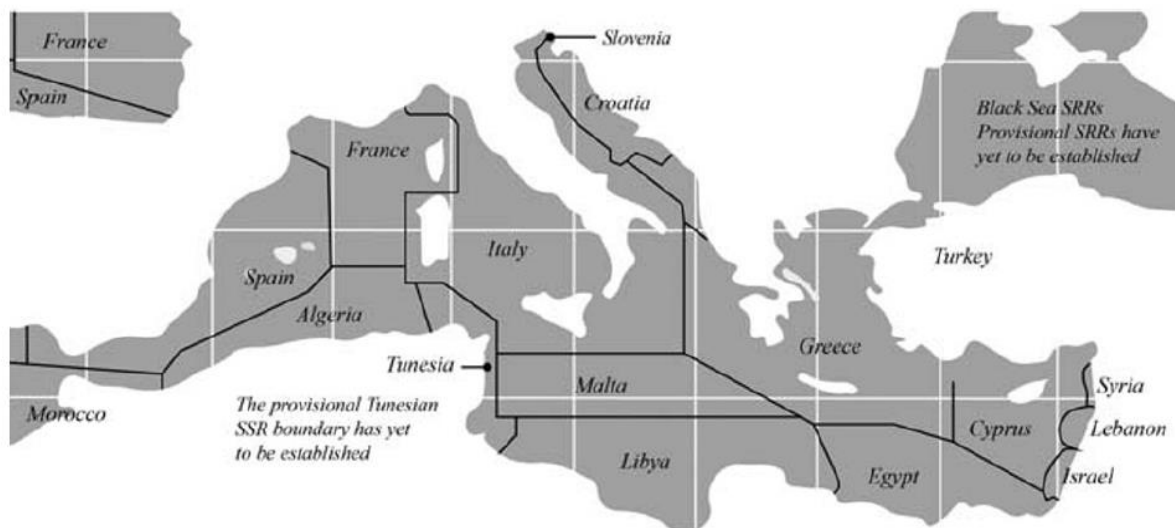 France
Spain
Slovenia
Croatia
France
Black Sea SRRs
Provisional SRRs have
yet to be established
Italy
Spain
Algeria
Turkey
Greece
Tunesia
Malta
Morocco
The provisional Tunesian
SSR boundary has yet
to be established
Libya
Egypt
Cyprus
Syria
Lebanon
Israel